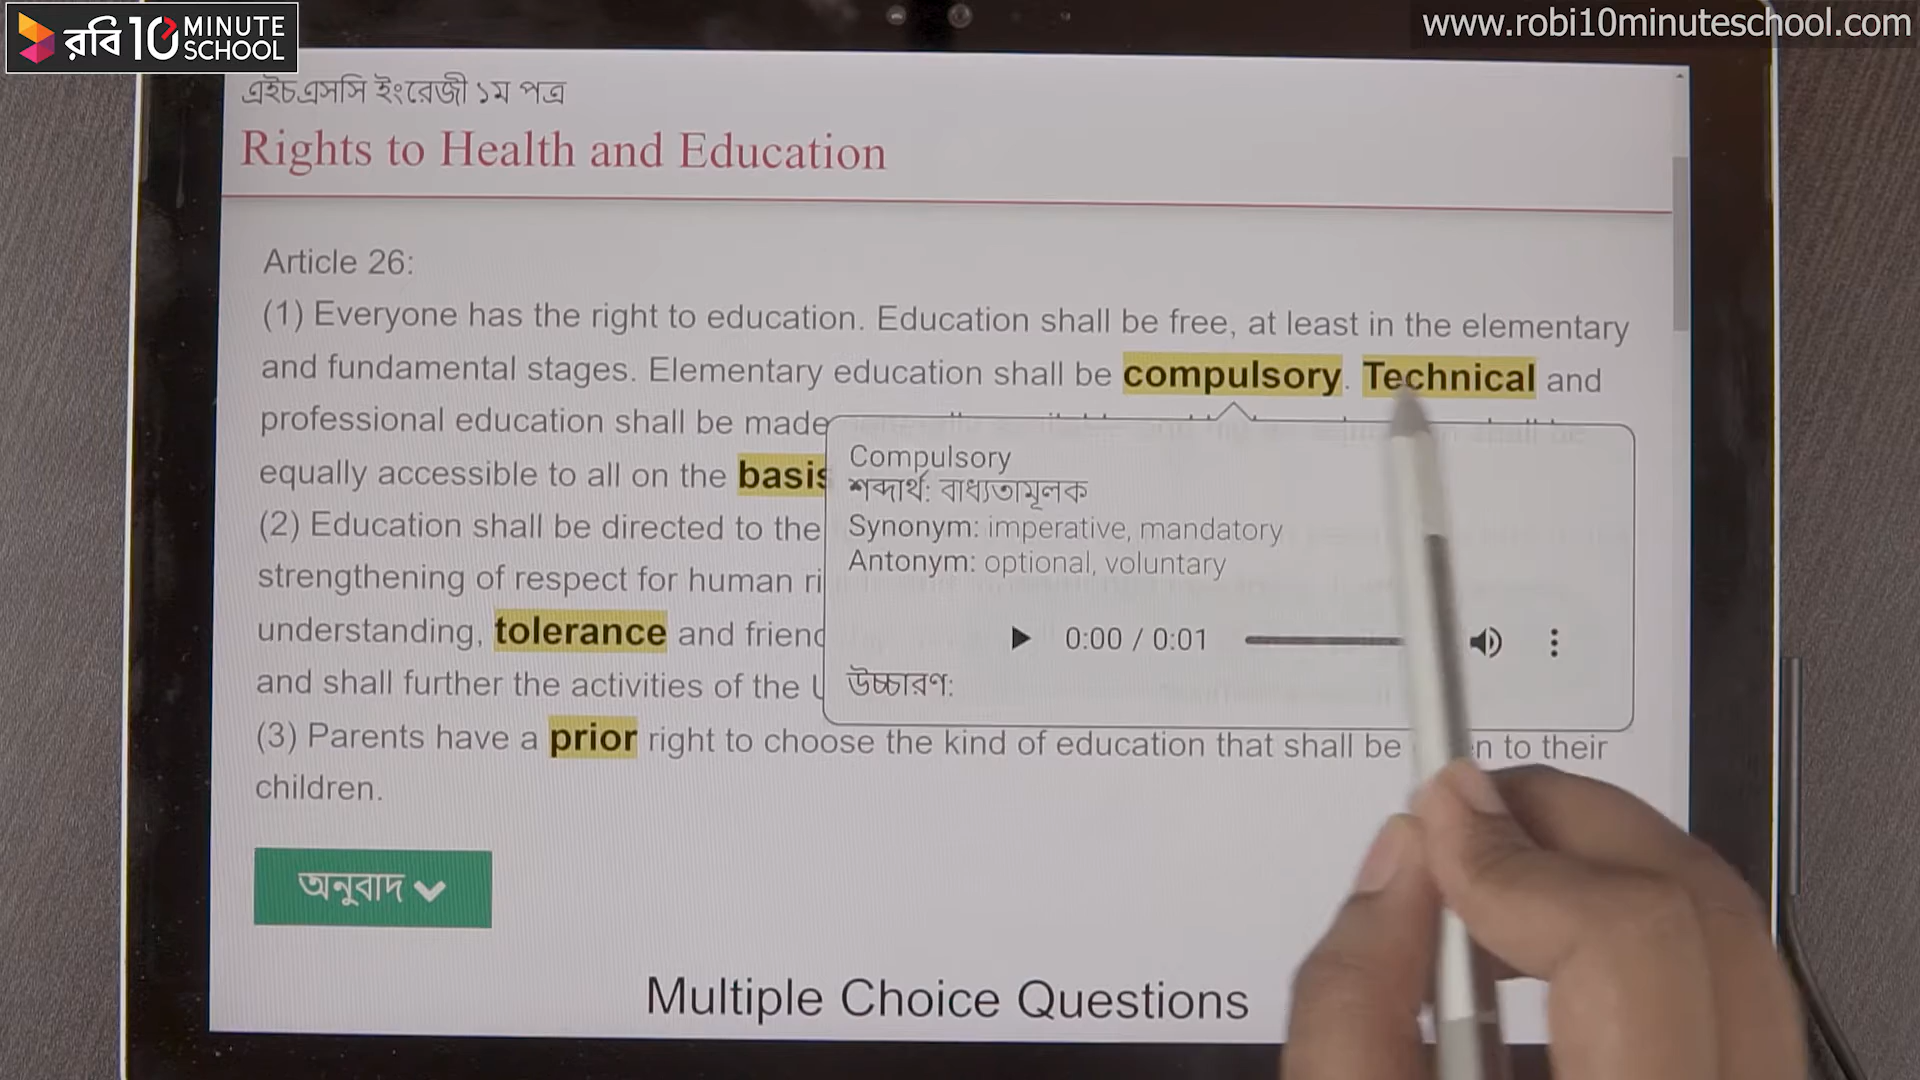 রবি 10 MINUTE SCHOOL
www.robi10minuteschool.com
এইচএসসি ইংরেজী ১ম পত্র
Rights to Health and Education
Article 26:
(1) Everyone has the right to education. Education shall be free, at least in the elementary
and fundamental stages. Elementary education shall be compulsory. Technical and
professional education shall be made
equally accessible to all on the basis
(2) Education shall be directed to the
strengthening of respect for human ri
understanding, tolerance and friend
and shall further the activities of the U
(3) Parents have a prior right to choose the kind of education that shall be n to their
children.
Compulsory
শব্দার্থ: বাধ্যতামূলক
Synonym: imperative, mandatory
Antonym: optional, voluntary
0:00 / 0:01
উচ্চারণ:
অনুবাদ
Multiple Choice Questions